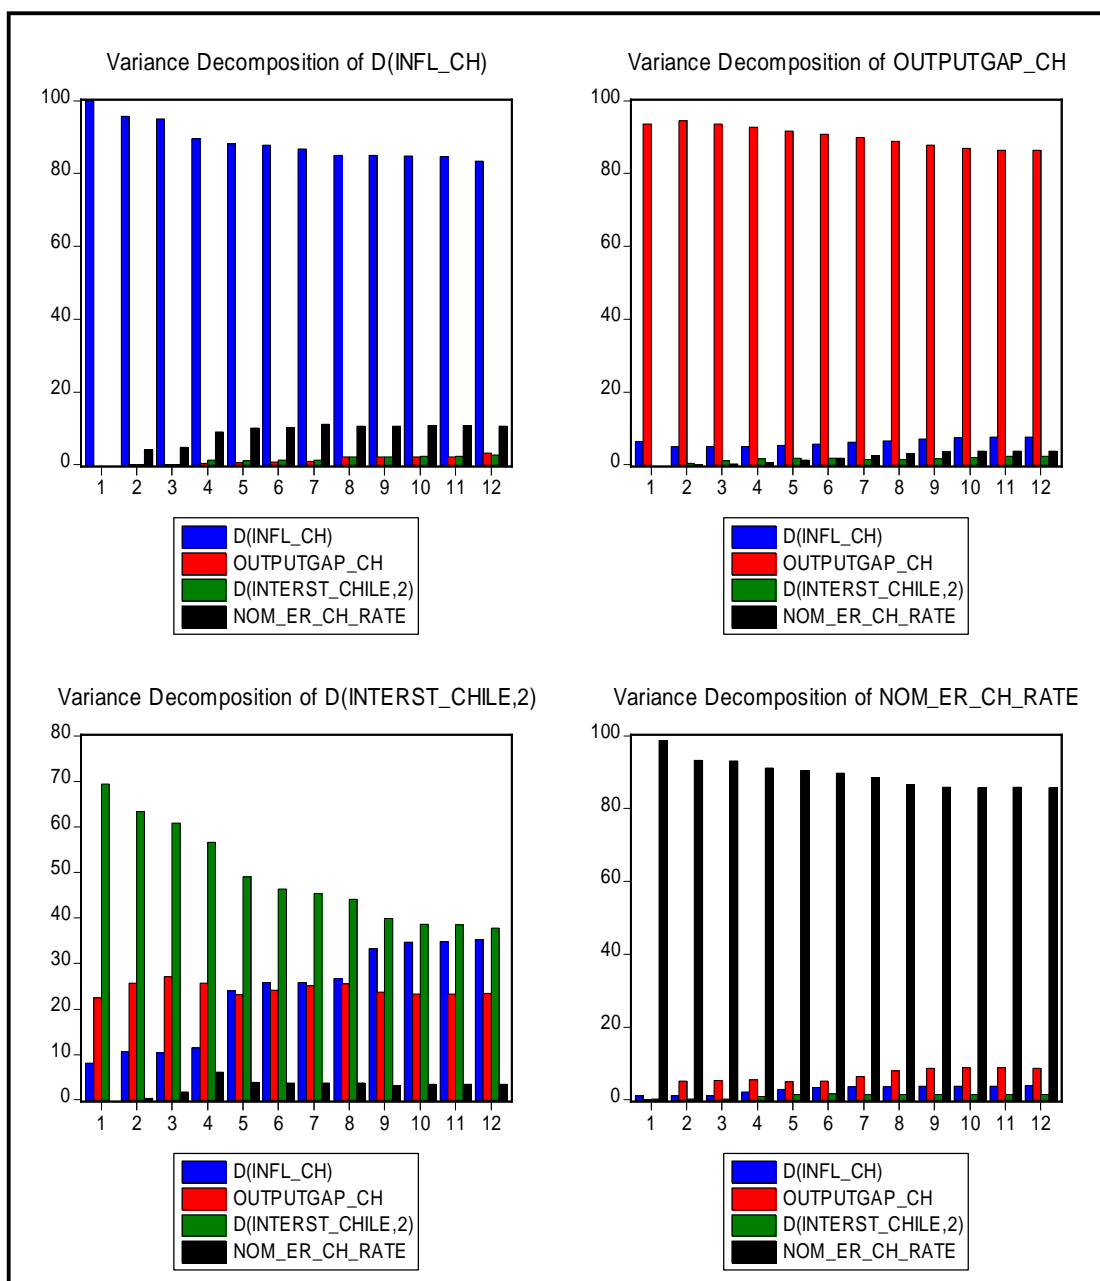 Variance Decomposition of D(INFL_CH)
100
80
60
40
20
0
1 2 3 4 5 6 7 8 9 10 11 12
D(INFL_CH)
OUTPUTGAP_CH
D(INTERST_CHILE,2)
NOM_ER_CH_RATE
Variance Decomposition of OUTPUTGAP_CH
100
80
60
40
20
0
1 2 3 4 5 6 7 8 9 10 11 12
D(INFL_CH)
OUTPUTGAP_CH
D(INTERST_CHILE,2)
NOM_ER_CH_RATE
Variance Decomposition of D(INTERST_CHILE,2)
80
70
60
50
40
30
20
10
0
1 2 3 4 5 6 7 8 9 10 11 12
D(INFL_CH)
OUTPUTGAP_CH
D(INTERST_CHILE,2)
NOM_ER_CH_RATE
Variance Decomposition of NOM_ER_CH_RATE
100
80
60
40
20
0
1 2 3 4 5 6 7 8 9 10 11 12
D(INFL_CH)
OUTPUTGAP_CH
D(INTERST_CHILE,2)
NOM_ER_CH_RATE